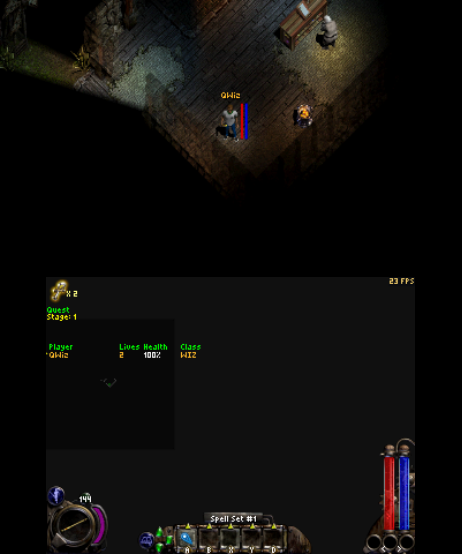 QWiz
X 2
23 FPS
Quest
Stage: 1
Player Lives Health Class
QWiz 2 100% WIZ
144
Spell Set #1
A B X Y D